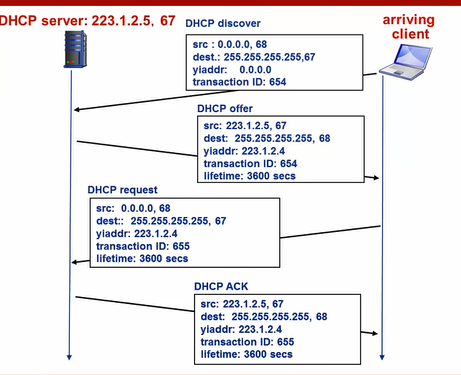 DHCP server: 223.1.2.5, 67
arriving
client
DHCP discover
src : 0.0.0.0, 68
dest.: 255.255.255.255,67
yiaddr: 0.0.0.0
transaction ID: 654
DHCP offer
src: 223.1.2.5, 67
dest: 255.255.255.255, 68
yiaddr: 223.1.2.4
transaction ID: 654
lifetime: 3600 secs
DHCP request
src: 0.0.0.0, 68
dest:: 255.255.255.255, 67
yiaddr: 223.1.2.4
transaction ID: 655
lifetime: 3600 secs
DHCP ACK
src: 223.1.2.5, 67
dest: 255.255.255.255, 68
yiaddr: 223.1.2.4
transaction ID: 655
lifetime: 3600 secs